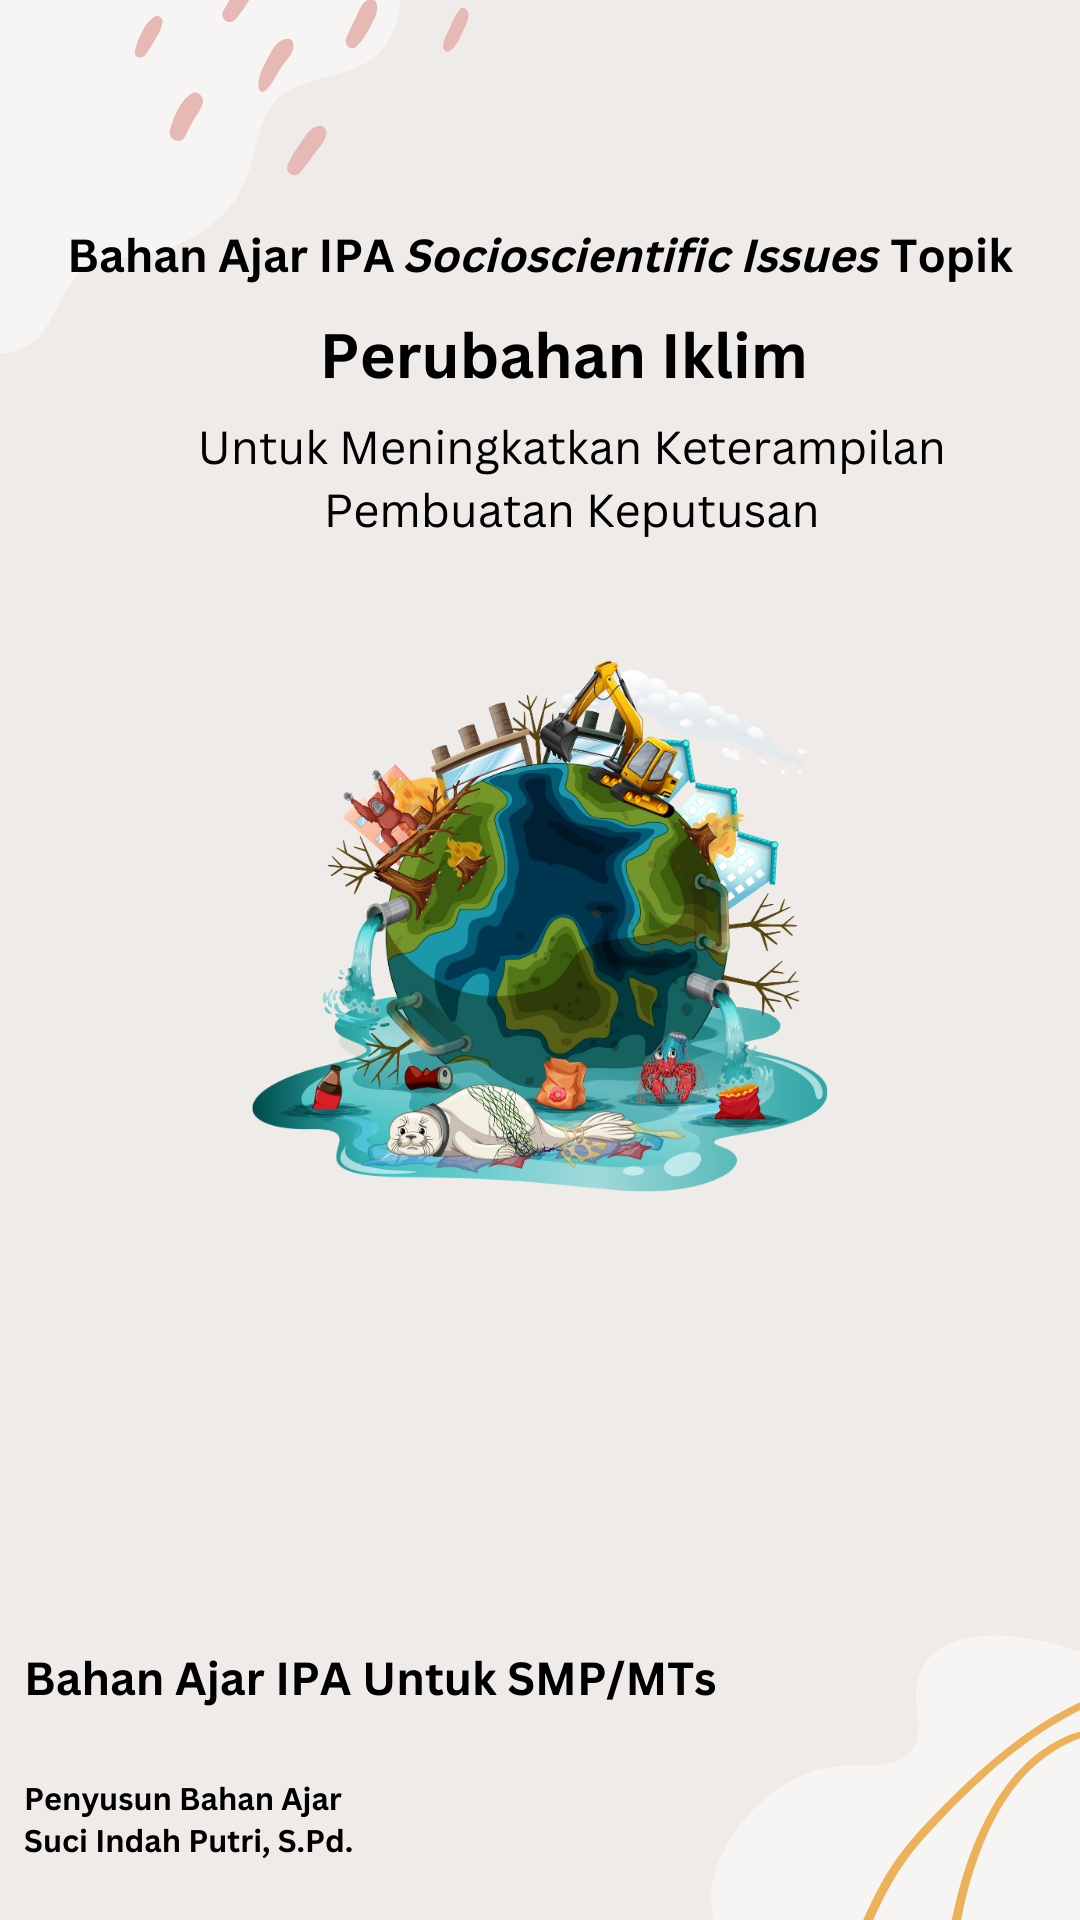 Bahan Ajar IPA Socioscientific Issues Topik
Perubahan Iklim
Untuk Meningkatkan Keterampilan
Pembuatan Keputusan
Bahan Ajar IPA Untuk SMP/MTs
Penyusun Bahan Ajar
Suci Indah Putri, S.Pd.